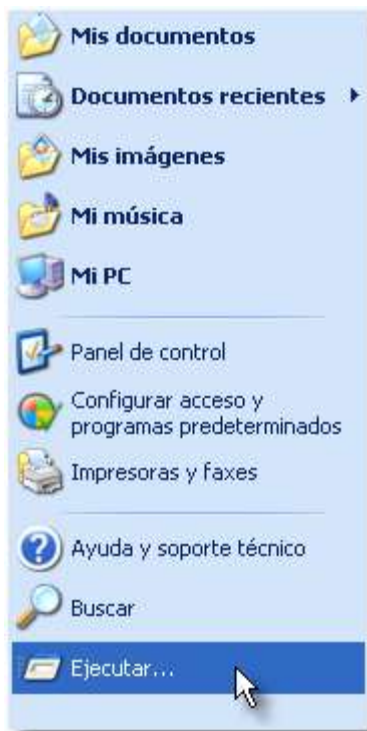 Mis documentos
Documentos recientes
Mis imágenes
Mi música
Mi PC
Panel de control
Configurar acceso y
programas predeterminados
Impresoras y faxes
Ayuda y soporte técnico
Buscar
Ejecutar...